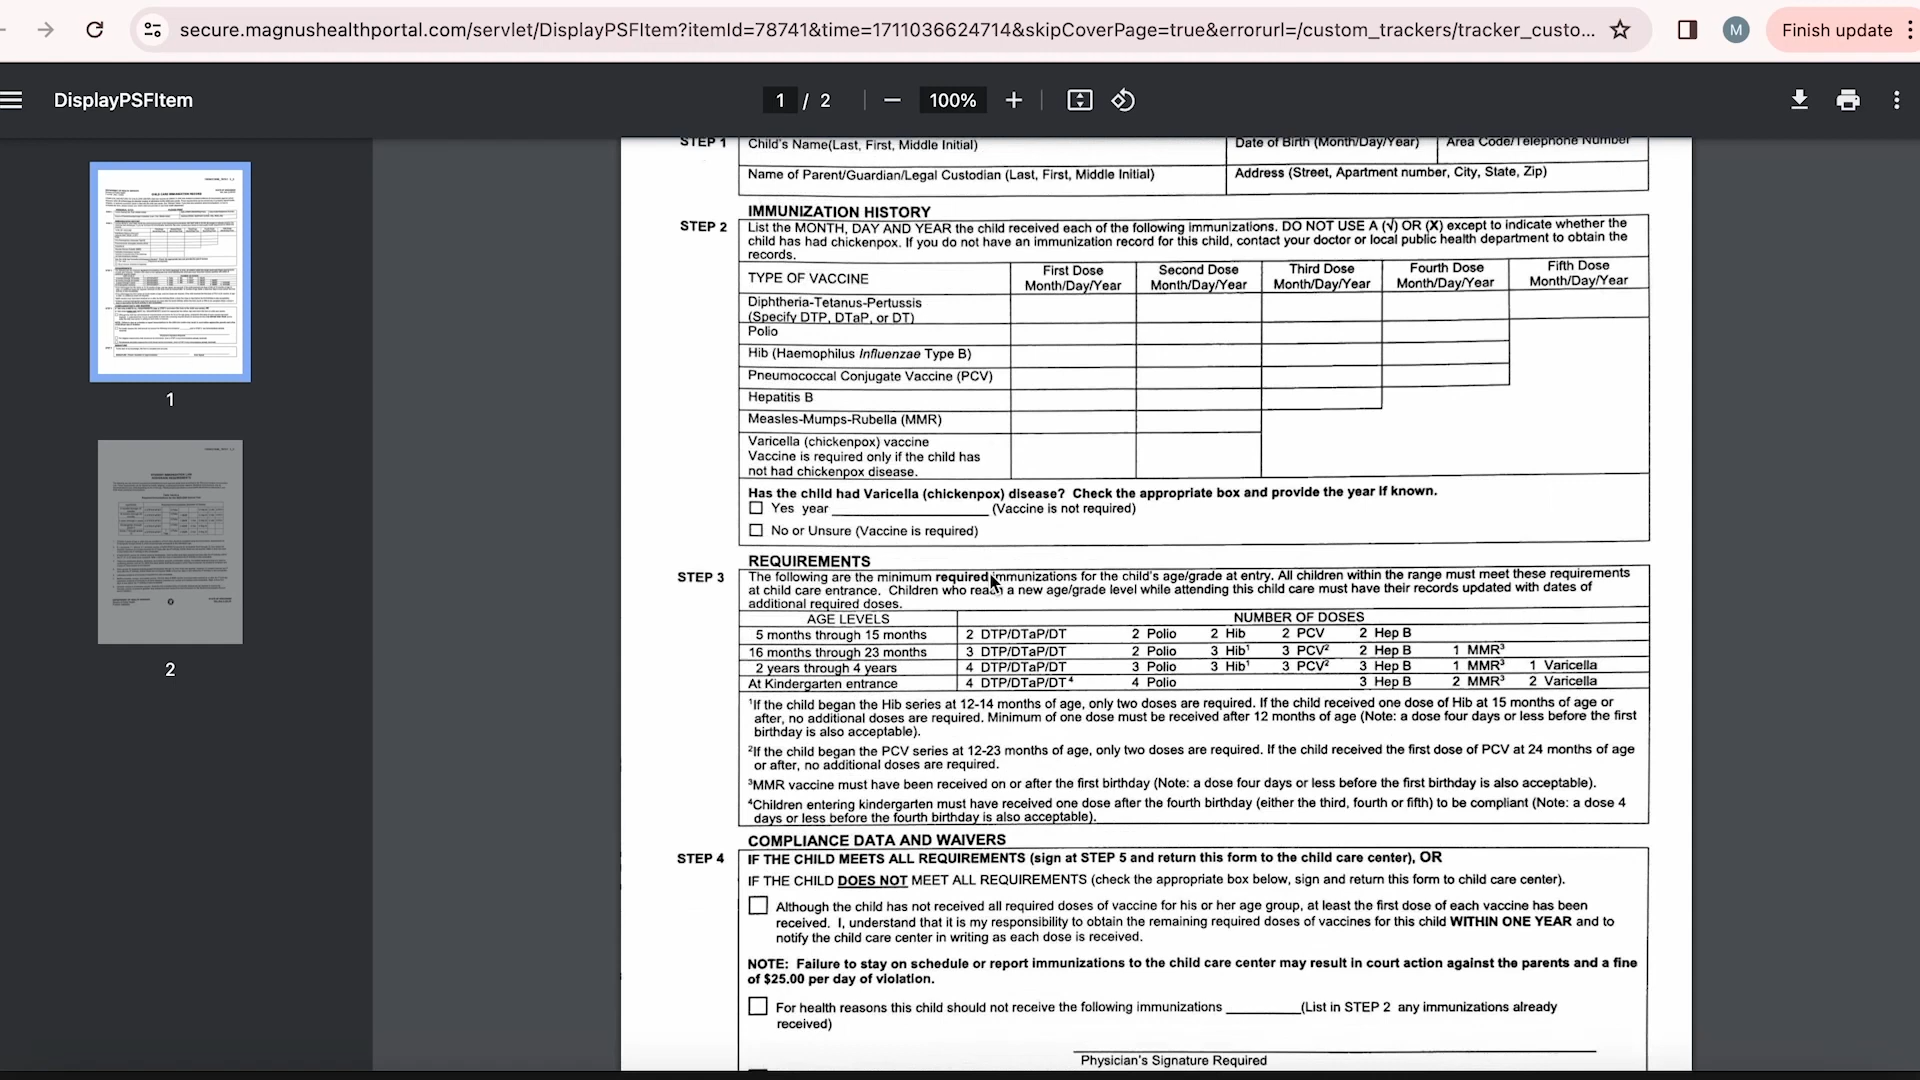 secure.magnushealthportal.com/servlet/DisplayPSFItem?itemId=78741&time=1711036624714&skipCoverPage=true&errorurl=/custom_trackers/tracker_custo...
M
Finish update
DisplayPSFItem
1 / 2
100%
1
2
STEP 1
Child's Name(Last, First, Middle Initial)
Date of Birth (Month/Day/Year)
Area Code/Telephone Number
Name of Parent/Guardian/Legal Custodian (Last, First, Middle Initial)
Address (Street, Apartment number, City, State, Zip)
IMMUNIZATION HISTORY
STEP 2
List the MONTH, DAY AND YEAR the child received each of the following immunizations. DO NOT USE A (√) OR (X) except to indicate whether the
child has had chickenpox. If you do not have an immunization record for this child, contact your doctor or local public health department to obtain the
records.
TYPE OF VACCINE
First Dose
Month/Day/Year
Second Dose
Month/Day/Year
Third Dose
Month/Day/Year
Fourth Dose
Month/Day/Year
Fifth Dose
Month/Day/Year
Diphtheria-Tetanus-Pertussis
(Specify DTP, DTaP, or DT)
Polio
Hib (Haemophilus Influenzae Type B)
Pneumococcal Conjugate Vaccine (PCV)
Hepatitis B
Measles-Mumps-Rubella (MMR)
Varicella (chickenpox) vaccine
Vaccine is required only if the child has
not had chickenpox disease.
Has the child had Varicella (chickenpox) disease? Check the appropriate box and provide the year if known.
Yes year ____________________ (Vaccine is not required)
No or Unsure (Vaccine is required)
REQUIREMENTS
STEP 3
The following are the minimum required immunizations for the child's age/grade at entry. All children within the range must meet these requirements
at child care entrance. Children who reach a new age/grade level while attending this child care must have their records updated with dates of
additional required doses.
AGE LEVELS
NUMBER OF DOSES
5 months through 15 months 2 DTP/DTaP/DT 2 Polio 2 Hib 2 PCV 2 Hep B
16 months through 23 months 3 DTP/DTaP/DT 2 Polio 3 Hib¹ 3 PCV² 2 Hep B 1 MMR³
2 years through 4 years 4 DTP/DTaP/DT 3 Polio 3 Hib¹ 3 PCV² 3 Hep B 1 MMR³ 1 Varicella
At Kindergarten entrance 4 DTP/DTaP/DT⁴ 4 Polio 3 Hep B 2 MMR³ 2 Varicella
¹If the child began the Hib series at 12-14 months of age, only two doses are required. If the child received one dose of Hib at 15 months of age or
after, no additional doses are required. Minimum of one dose must be received after 12 months of age (Note: a dose four days or less before the first
birthday is also acceptable).
²If the child began the PCV series at 12-23 months of age, only two doses are required. If the child received the first dose of PCV at 24 months of age
or after, no additional doses are required.
³MMR vaccine must have been received on or after the first birthday (Note: a dose four days or less before the first birthday is also acceptable).
⁴Children entering kindergarten must have received one dose after the fourth birthday (either the third, fourth or fifth) to be compliant (Note: a dose 4
days or less before the fourth birthday is also acceptable).
COMPLIANCE DATA AND WAIVERS
STEP 4
IF THE CHILD MEETS ALL REQUIREMENTS (sign at STEP 5 and return this form to the child care center), OR
IF THE CHILD DOES NOT MEET ALL REQUIREMENTS (check the appropriate box below, sign and return this form to child care center).
Although the child has not received all required doses of vaccine for his or her age group, at least the first dose of each vaccine has been
received. I, understand that it is my responsibility to obtain the remaining required doses of vaccines for this child WITHIN ONE YEAR and to
notify the child care center in writing as each dose is received.
NOTE: Failure to stay on schedule or report immunizations to the child care center may result in court action against the parents and a fine
of $25.00 per day of violation.
For health reasons this child should not receive the following immunizations __________(List in STEP 2 any immunizations already
received)
Physician's Signature Required